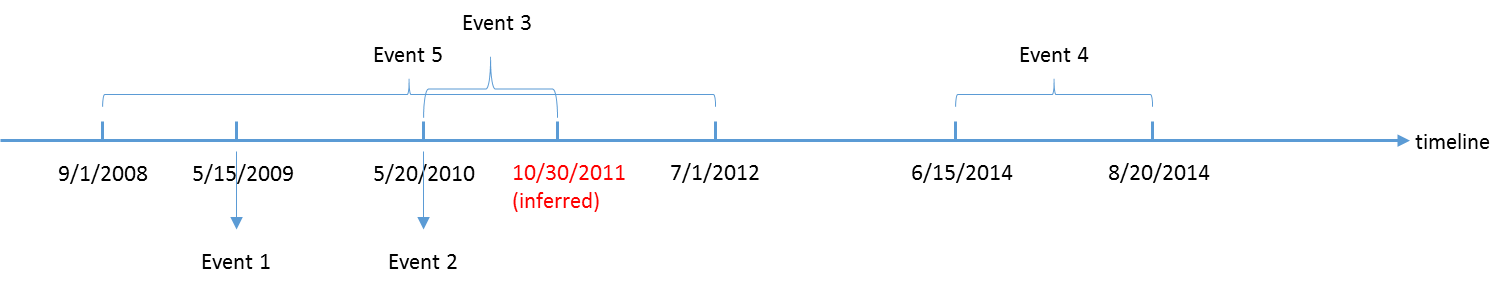 Event 3
Event 5
Event 4
timeline
9/1/2008
5/15/2009
5/20/2010
10/30/2011
(inferred)
7/1/2012
6/15/2014
8/20/2014
Event 1
Event 2